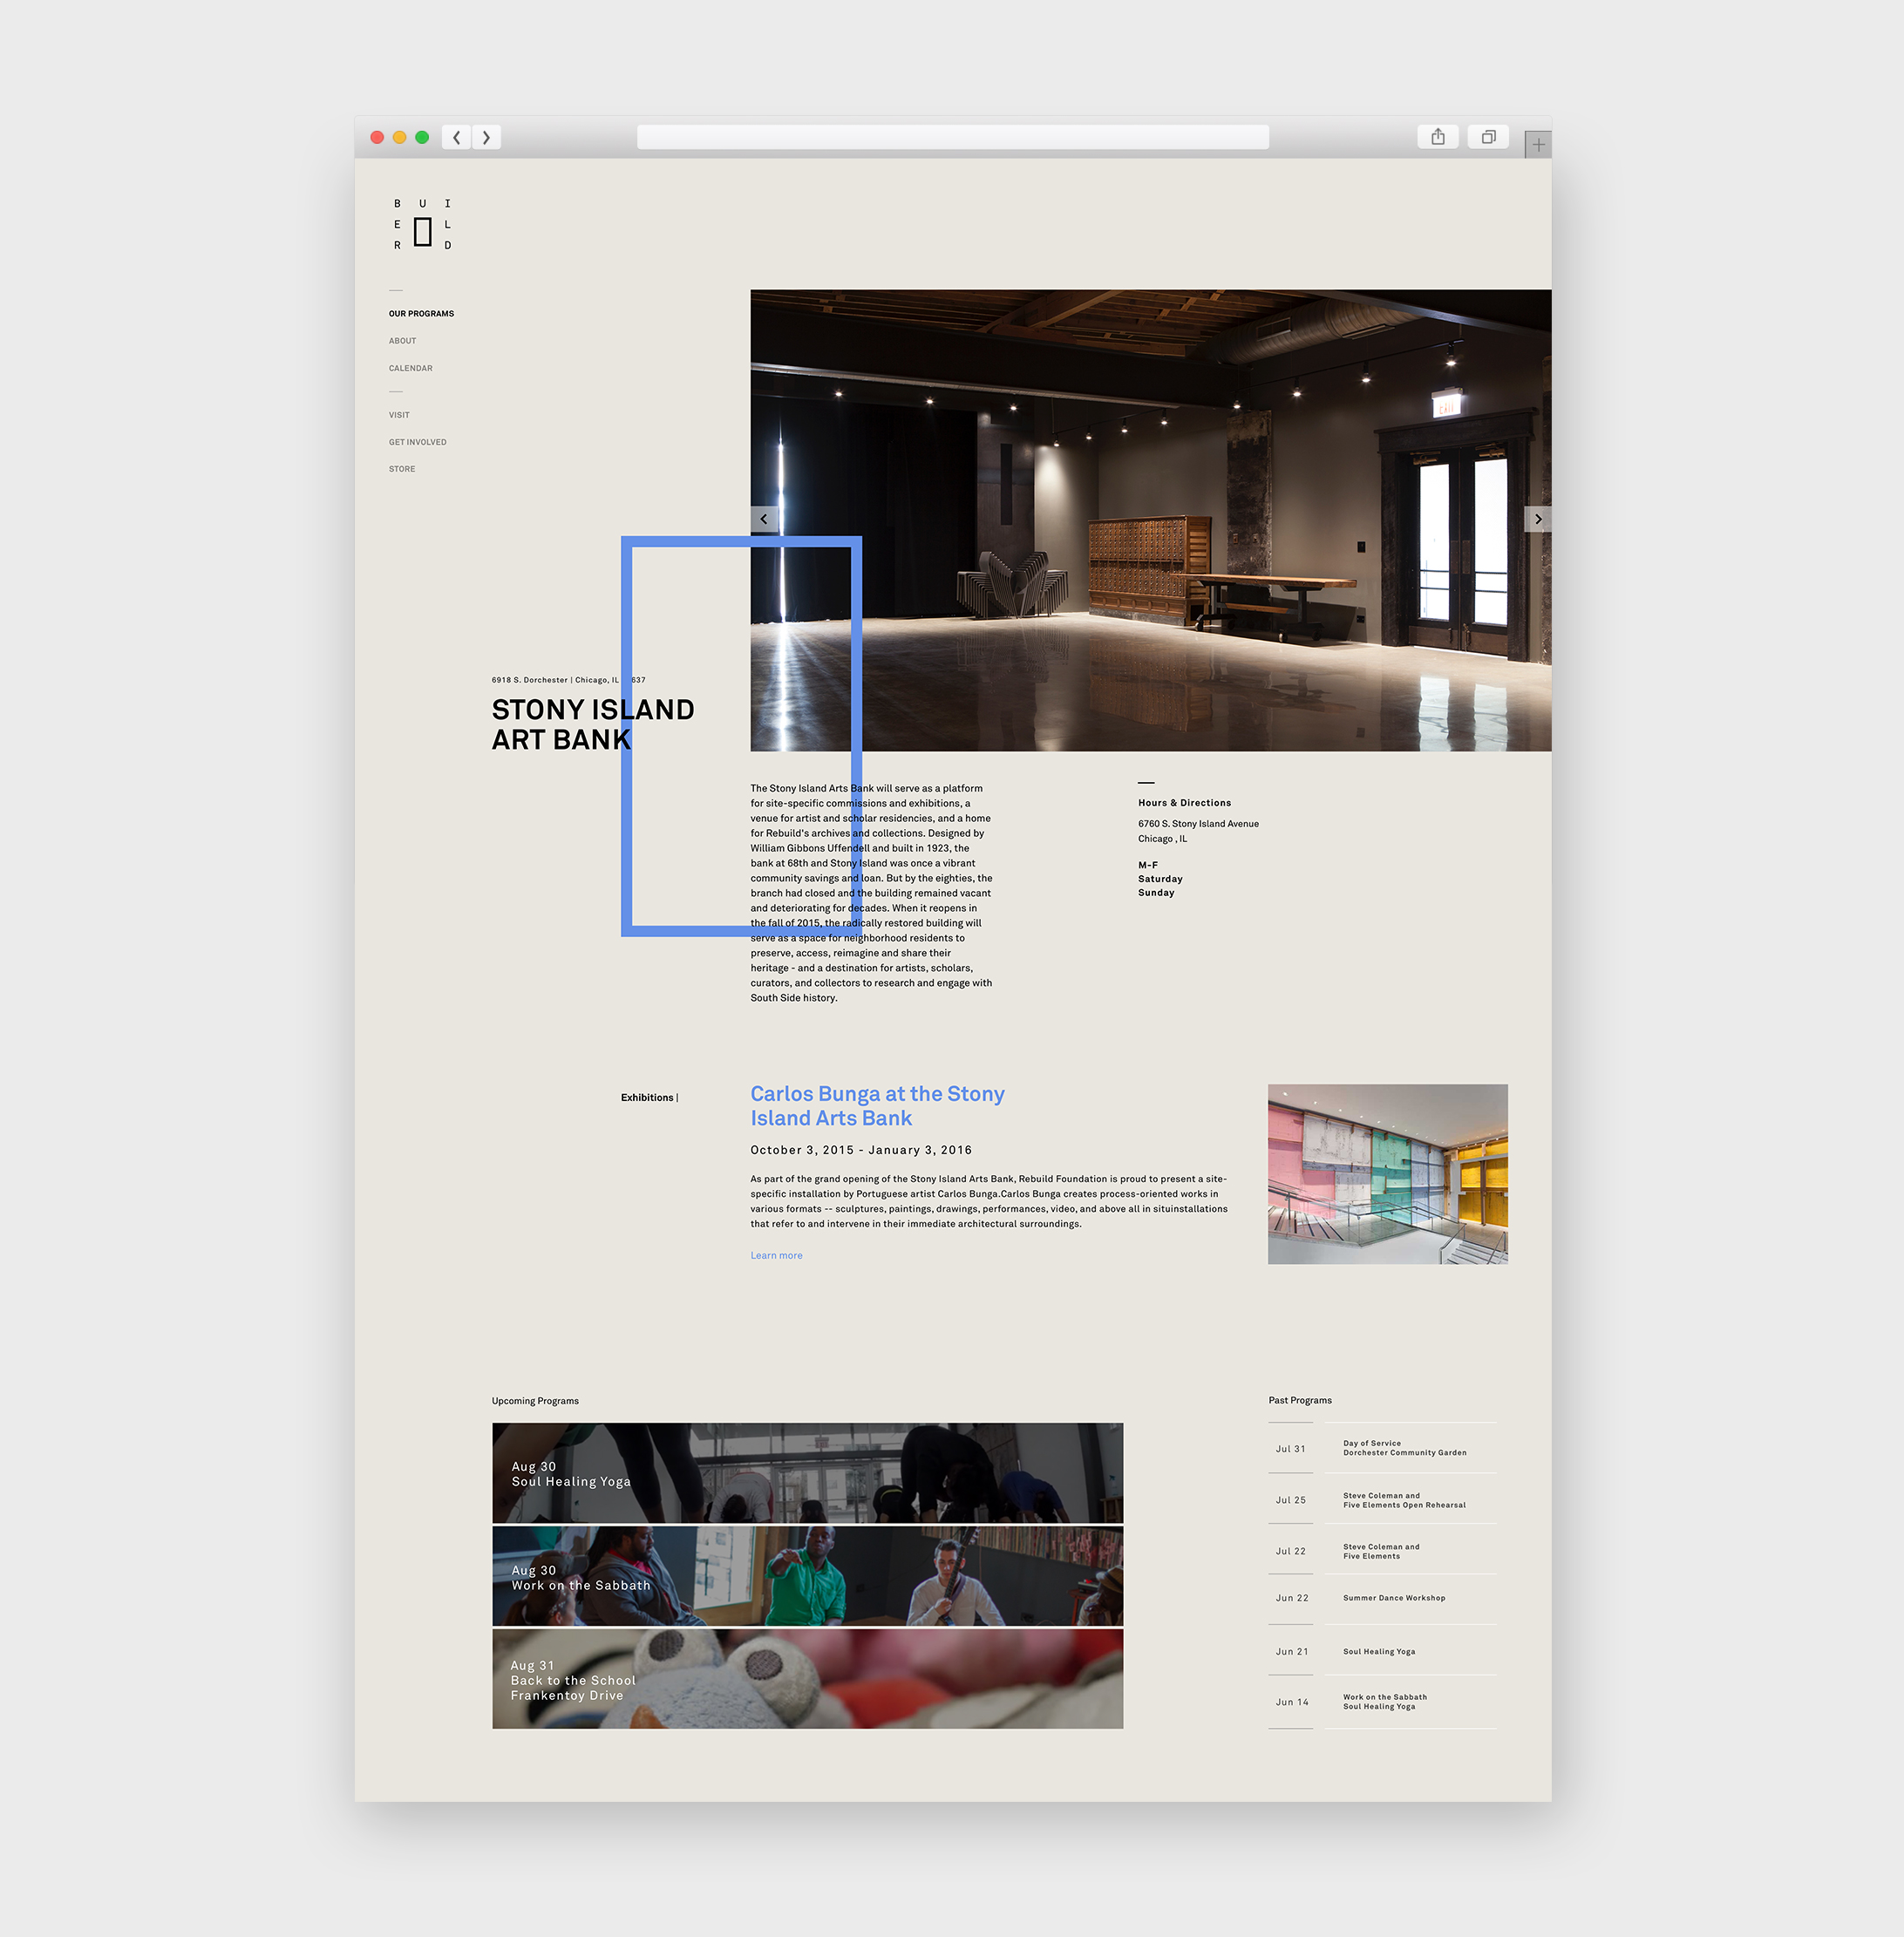 B U I
E L
R D
OUR PROGRAMS
ABOUT
CALENDAR
VISIT
GET INVOLVED
STORE
EXIT
6918 S. Dorchester | Chicago, IL 637
STONY ISLAND
ART BANK
The Stony Island Arts Bank will serve as a platform
for site-specific commissions and exhibitions, a
venue for artist and scholar residencies, and a home
for Rebuild's archives and collections. Designed by
William Gibbons Uffendell and built in 1923, the
bank at 68th and Stony Island was once a vibrant
community savings and loan. But by the eighties, the
branch had closed and the building remained vacant
and deteriorating for decades. When it reopens in
the fall of 2015, the radically restored building will
serve as a space for neighborhood residents to
preserve, access, reimagine and share their
heritage - and a destination for artists, scholars,
curators, and collectors to research and engage with
South Side history.
Hours & Directions
6760 S. Stony Island Avenue
Chicago , IL
M-F
Saturday
Sunday
Exhibitions |
Carlos Bunga at the Stony
Island Arts Bank
October 3, 2015 - January 3, 2016
As part of the grand opening of the Stony Island Arts Bank, Rebuild Foundation is proud to present a site-
specific installation by Portuguese artist Carlos Bunga.Carlos Bunga creates process-oriented works in
various formats -- sculptures, paintings, drawings, performances, video, and above all in situinstallations
that refer to and intervene in their immediate architectural surroundings.
Learn more
Upcoming Programs
Aug 30
Soul Healing Yoga
Aug 30
Work on the Sabbath
Aug 31
Back to the School
Frankentoy Drive
Past Programs
Jul 31
Day of Service
Dorchester Community Garden
Jul 25
Steve Coleman and
Five Elements Open Rehearsal
Jul 22
Steve Coleman and
Five Elements
Jun 22
Summer Dance Workshop
Jun 21
Soul Healing Yoga
Jun 14
Work on the Sabbath
Soul Healing Yoga